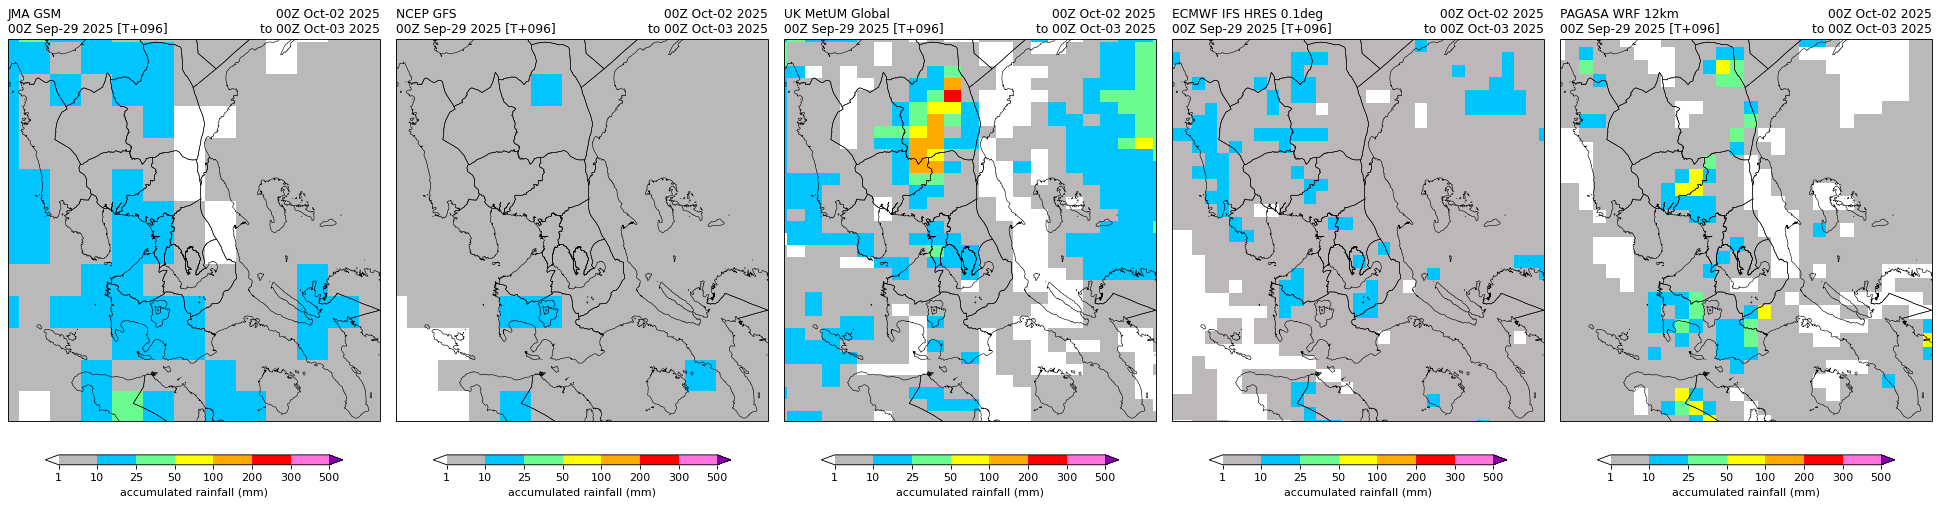 JMA GSM 00Z Oct-02 2025
00Z Sep-29 2025 [T+096] to 00Z Oct-03 2025
1 10 25 50 100 200 300 500
accumulated rainfall (mm)
NCEP GFS 00Z Oct-02 2025
00Z Sep-29 2025 [T+096] to 00Z Oct-03 2025
1 10 25 50 100 200 300 500
accumulated rainfall (mm)
UK MetUM Global 00Z Oct-02 2025
00Z Sep-29 2025 [T+096] to 00Z Oct-03 2025
1 10 25 50 100 200 300 500
accumulated rainfall (mm)
ECMWF IFS HRES 0.1deg 00Z Oct-02 2025
00Z Sep-29 2025 [T+096] to 00Z Oct-03 2025
1 10 25 50 100 200 300 500
accumulated rainfall (mm)
PAGASA WRF 12km 00Z Oct-02 2025
00Z Sep-29 2025 [T+096] to 00Z Oct-03 2025
1 10 25 50 100 200 300 500
accumulated rainfall (mm)